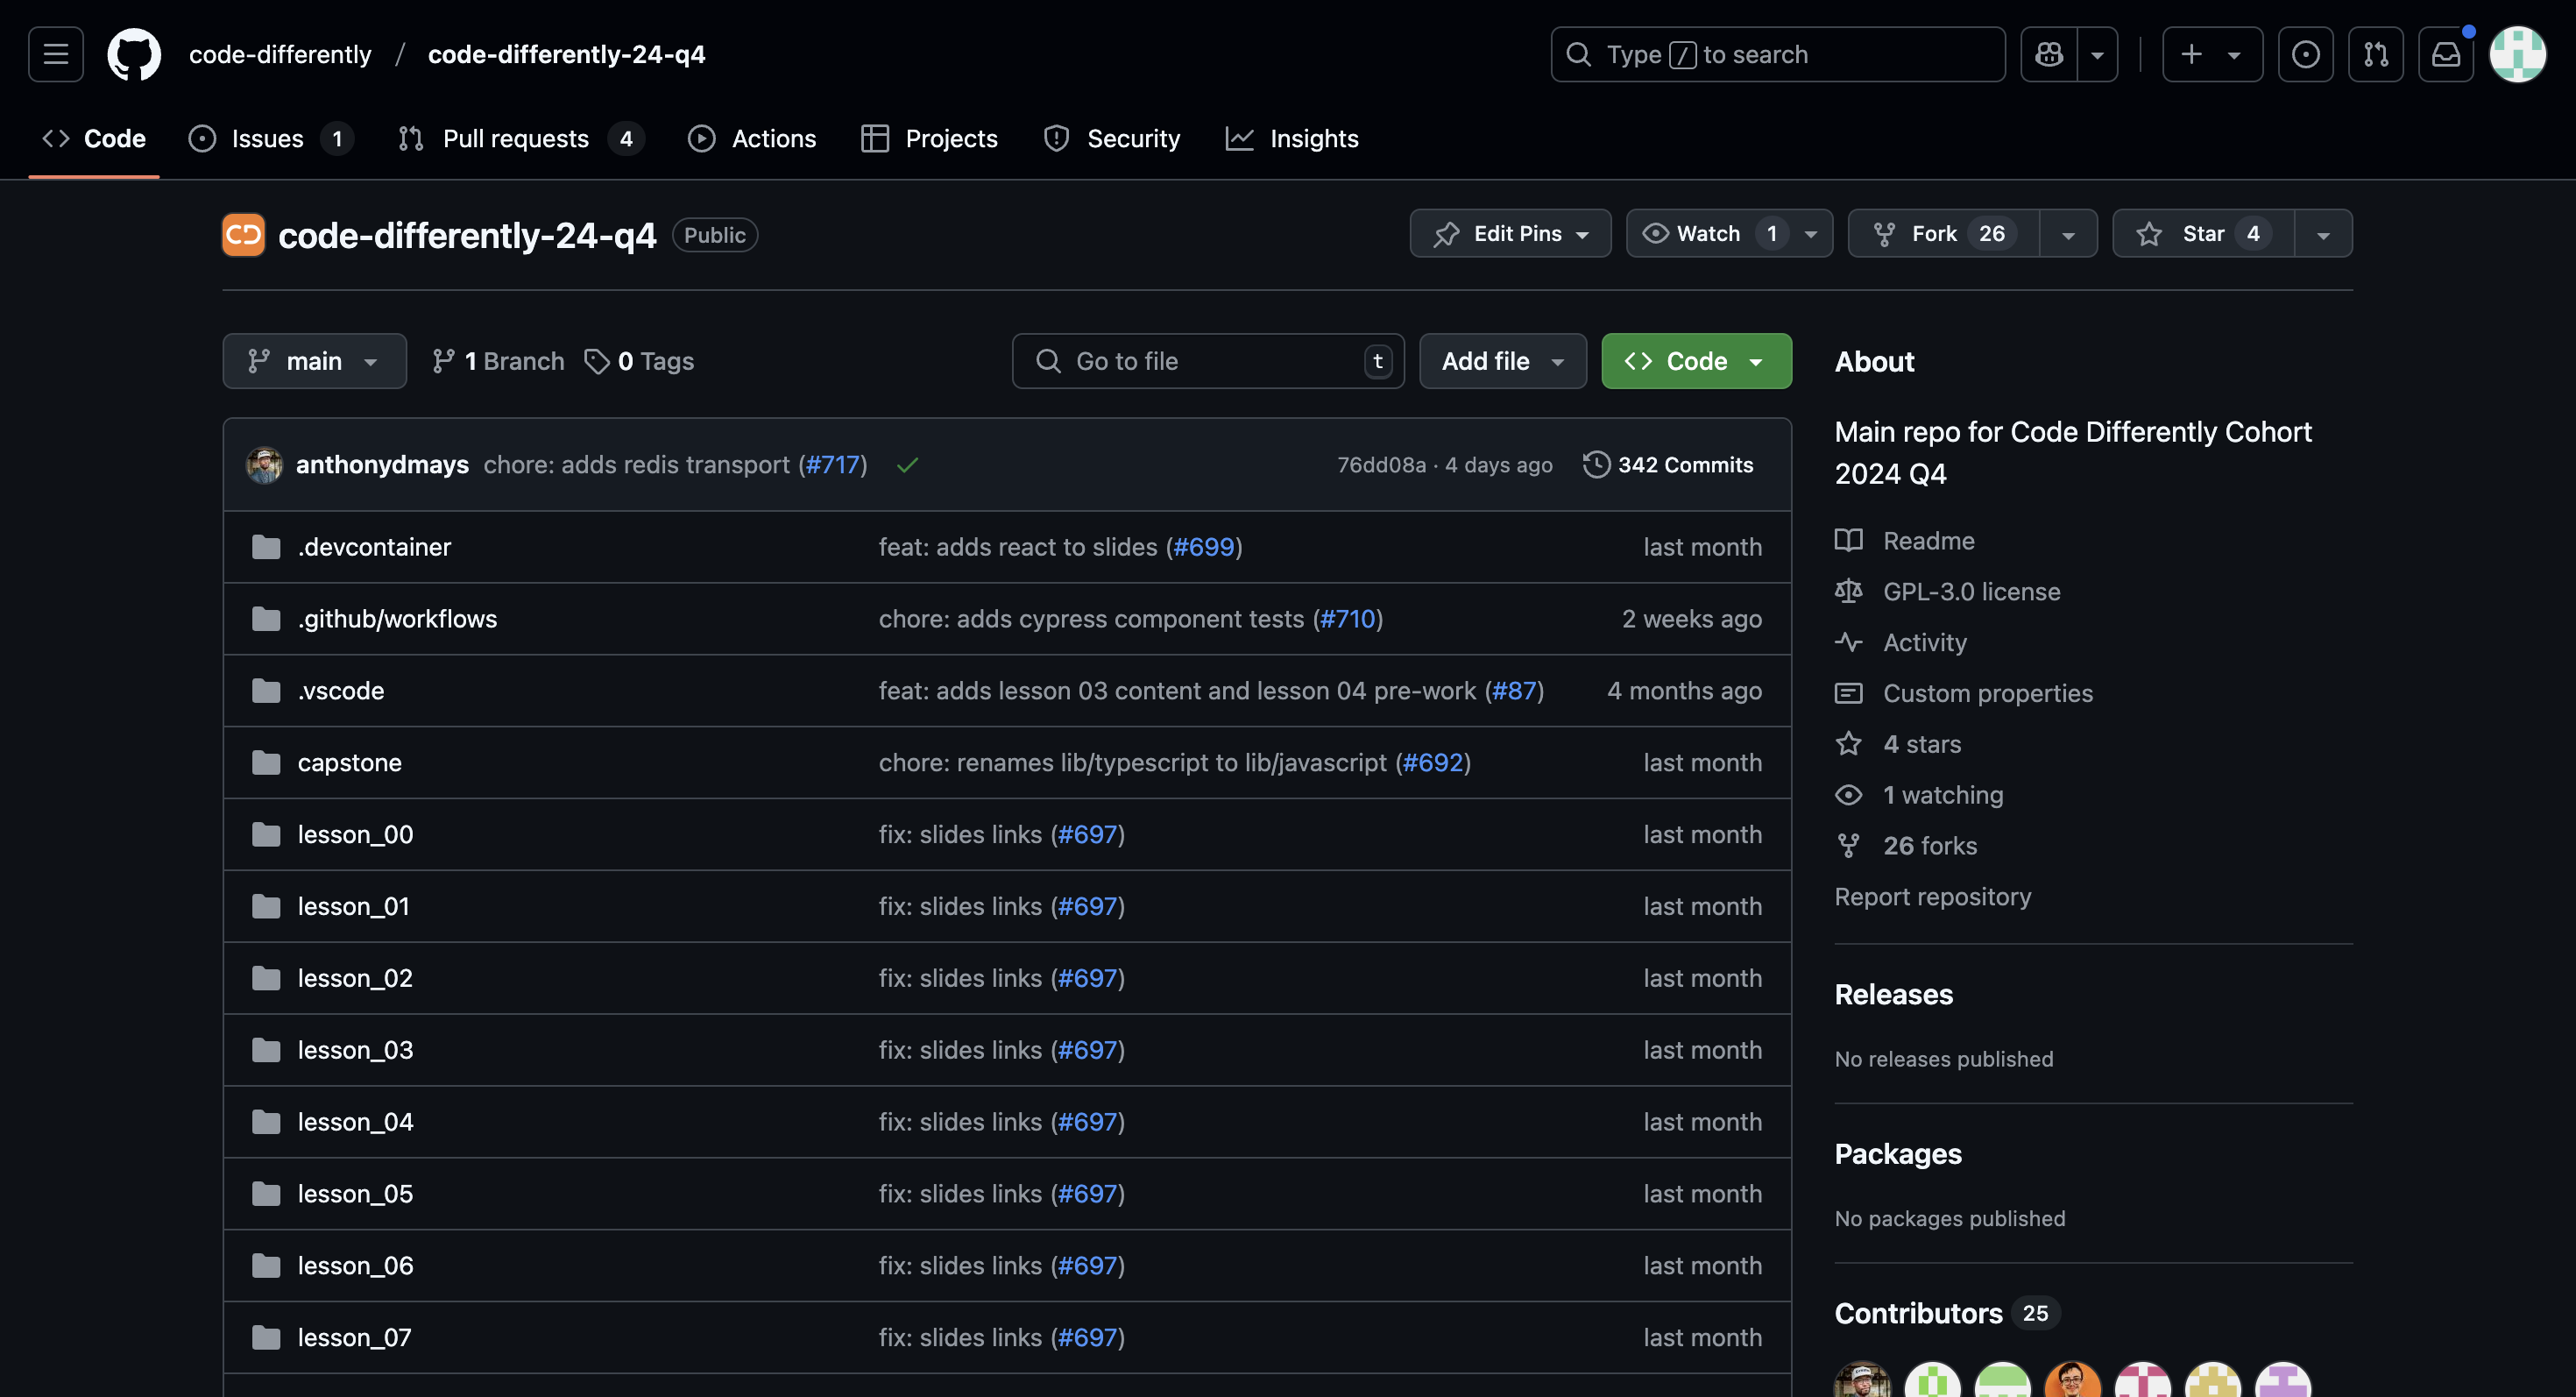 code-differently / code-differently-24-q4
Type / to search
Code
Issues 1
Pull requests 4
Actions
Projects
Security
Insights
CD code-differently-24-q4 Public
Edit Pins
Watch 1
Fork 26
Star 4
main
1 Branch
0 Tags
Go to file t
Add file
Code
anthonydmays chore: adds redis transport (#717)
76dd08a · 4 days ago
342 Commits
.devcontainer feat: adds react to slides (#699) last month
.github/workflows chore: adds cypress component tests (#710) 2 weeks ago
.vscode feat: adds lesson 03 content and lesson 04 pre-work (#87) 4 months ago
capstone chore: renames lib/typescript to lib/javascript (#692) last month
lesson_00 fix: slides links (#697) last month
lesson_01 fix: slides links (#697) last month
lesson_02 fix: slides links (#697) last month
lesson_03 fix: slides links (#697) last month
lesson_04 fix: slides links (#697) last month
lesson_05 fix: slides links (#697) last month
lesson_06 fix: slides links (#697) last month
lesson_07 fix: slides links (#697) last month
About
Main repo for Code Differently Cohort
2024 Q4
Readme
GPL-3.0 license
Activity
Custom properties
4 stars
1 watching
26 forks
Report repository
Releases
No releases published
Packages
No packages published
Contributors 25